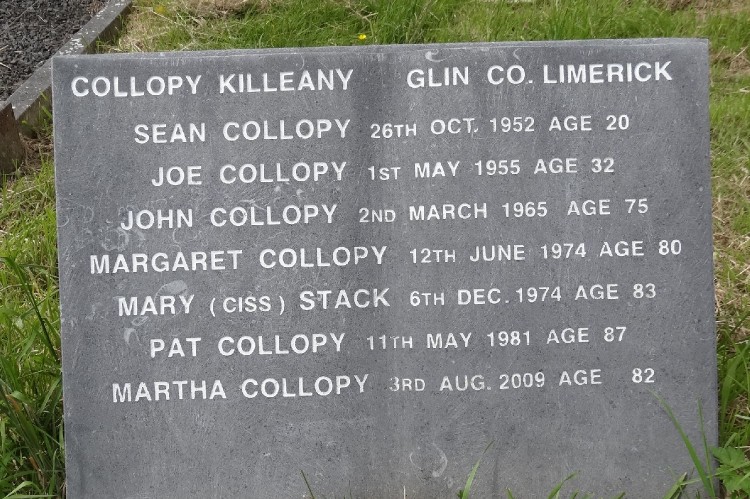 COLLOPY KILLEANY GLIN CO. LIMERICK
SEAN COLLOPY 26TH OCT. 1952 AGE 20
JOE COLLOPY 1ST MAY 1955 AGE 32
JOHN COLLOPY 2ND MARCH 1965 AGE 75
MARGARET COLLOPY 12TH JUNE 1974 AGE 80
MARY (CISS) STACK 6TH DEC. 1974 AGE 83
PAT COLLOPY 11TH MAY 1981 AGE 87
MARTHA COLLOPY 3RD AUG. 2009 AGE 82